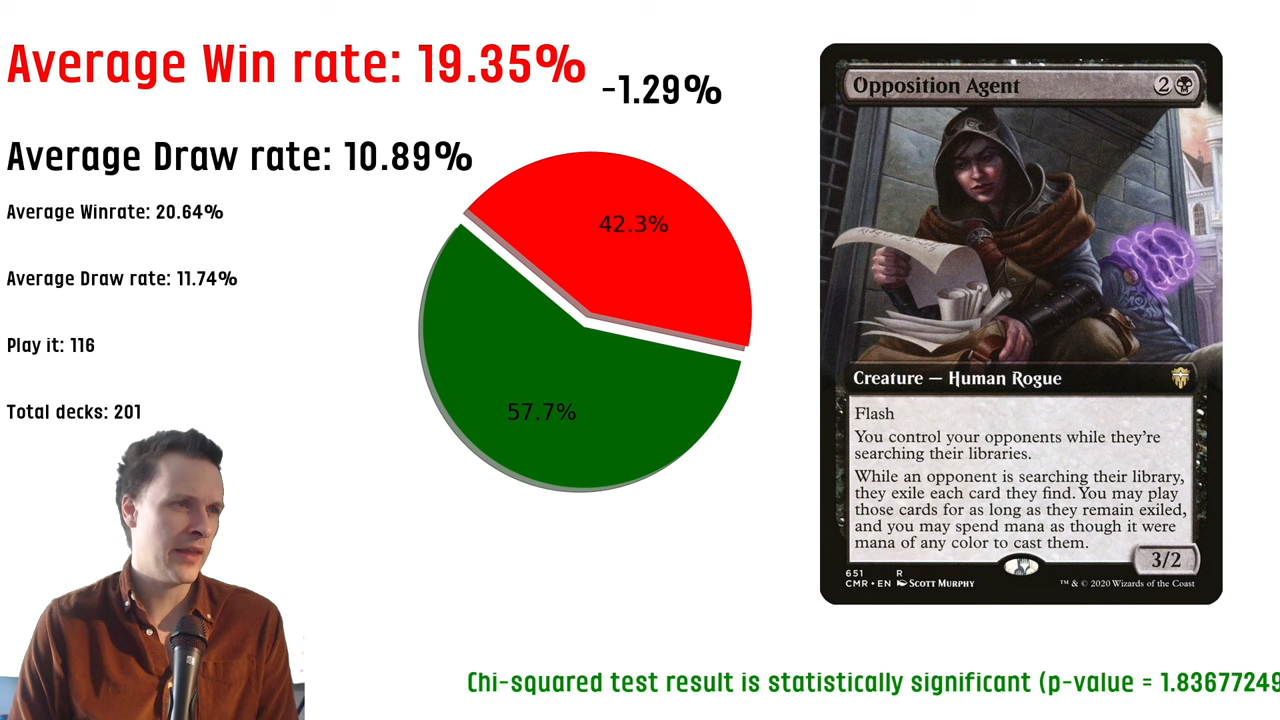 Average Win rate: 19.35%
-1.29%
Average Draw rate: 10.89%
Average Winrate: 20.64%
Average Draw rate: 11.74%
Play it: 116
Total decks: 201
42.3%
57.7%
Opposition Agent
2
Creature — Human Rogue
Flash
You control your opponents while they're
searching their libraries.
While an opponent is searching their library,
they exile each card they find. You may play
those cards for as long as they remain exiled,
and you may spend mana as though it were
mana of any color to cast them.
3/2
651 R
CMR • EN Scott Murphy
™ & © 2020 Wizards of the Coast
Chi-squared test result is statistically significant (p-value = 1.83677249